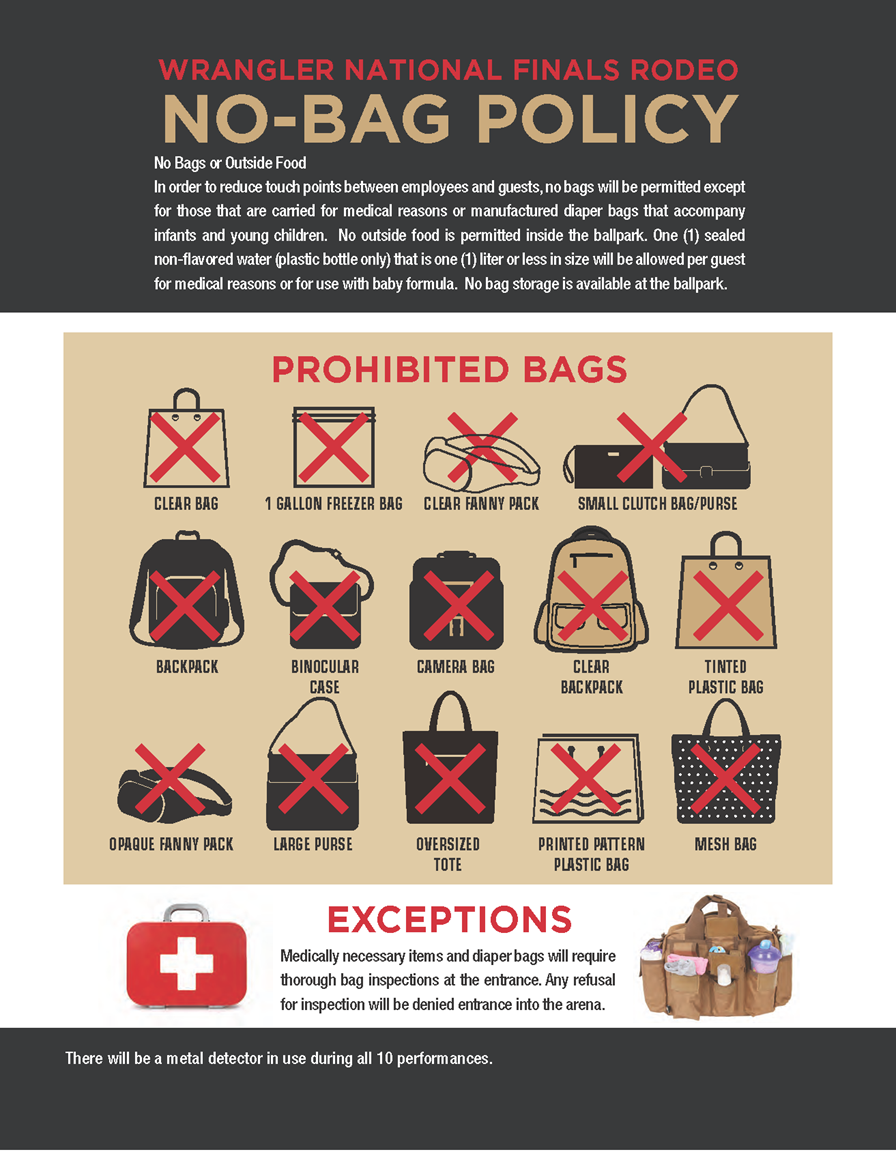 WRANGLER NATIONAL FINALS RODEO
NO-BAG POLICY
No Bags or Outside Food
In order to reduce touch points between employees and guests, no bags will be permitted except
for those that are carried for medical reasons or manufactured diaper bags that accompany
infants and young children. No outside food is permitted inside the ballpark. One (1) sealed
non-flavored water (plastic bottle only) that is one (1) liter or less in size will be allowed per guest
for medical reasons or for use with baby formula. No bag storage is available at the ballpark.
PROHIBITED BAGS
CLEAR BAG
1 GALLON FREEZER BAG
CLEAR FANNY PACK
SMALL CLUTCH BAG/PURSE
BACKPACK
BINOCULAR
CASE
CAMERA BAG
CLEAR
BACKPACK
TINTED
PLASTIC BAG
OPAQUE FANNY PACK
LARGE PURSE
OVERSIZED
TOTE
PRINTED PATTERN
PLASTIC BAG
MESH BAG
EXCEPTIONS
Medically necessary items and diaper bags will require
thorough bag inspections at the entrance. Any refusal
for inspection will be denied entrance into the arena.
There will be a metal detector in use during all 10 performances.